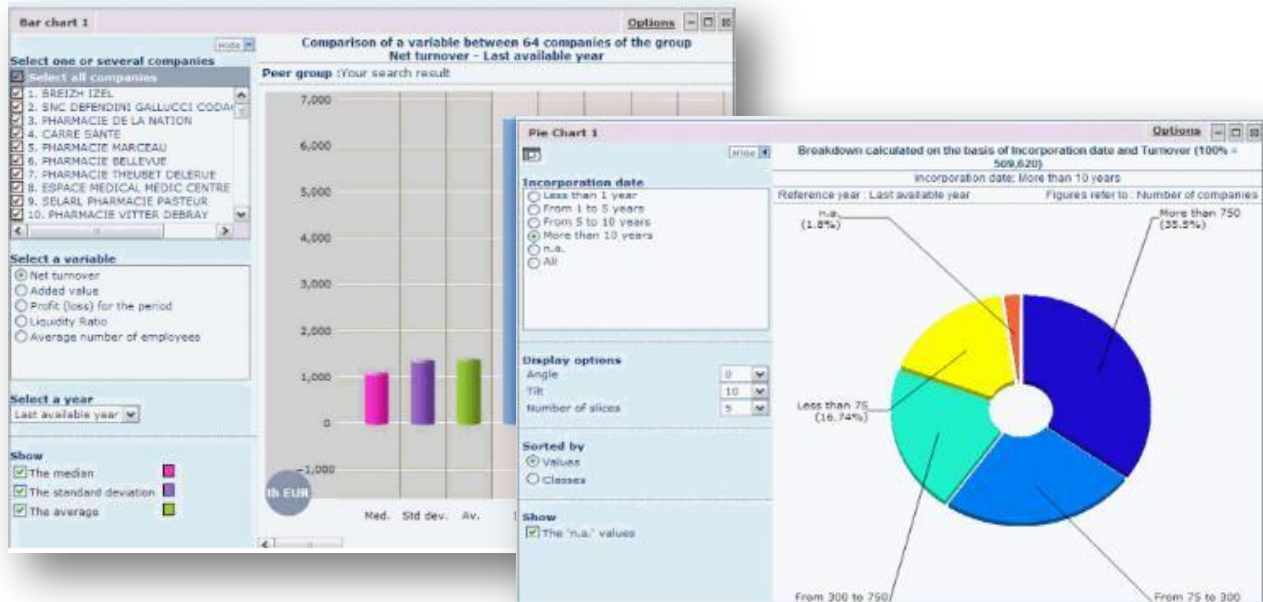 Bar chart 1
Options
Hide
Select one or several companies
Select all companies
1. BREIZH IZEL
2. SNC DEFENDINI GALLUCCI CODA
3. PHARMACIE DE LA NATION
4. CARRE SANTE
5. PHARMACIE MARCEAU
6. PHARMACIE BELLEVUE
7. PHARMACIE THEUBET DELERUE
8. ESPACE MEDICAL MEDIC CENTRE
9. SELARL PHARMACIE PASTEUR
10. PHARMACIE VITTER DEBRAY
Select a variable
Net turnover
Added value
Profit (loss) for the period
Liquidity Ratio
Average number of employees
Select a year
Last available year
Show
The median
The standard deviation
The average
Comparison of a variable between 64 companies of the group
Net turnover - Last available year
Peer group :Your search result
7,000
6,000
5,000
4,000
3,000
2,000
1,000
0
-1,000
th EUR
Med. Std dev. Av.
Pie Chart 1
Options
Hide
Incorporation date
Less than 1 year
From 1 to 5 years
From 5 to 10 years
More than 10 years
n.a.
All
Display options
Angle 0
Tilt 10
Number of slices 5
Sorted by
Values
Classes
Show
The 'n.a.' values
Breakdown calculated on the basis of Incorporation date and Turnover (100% =
509,620)
Incorporation date: More than 10 years
Reference year : Last available year Figures refer to : Number of companies
n.a.
(1.8%)
More than 750
(35.5%)
Less than 75
(16.74%)
From 300 to 750
From 75 to 300